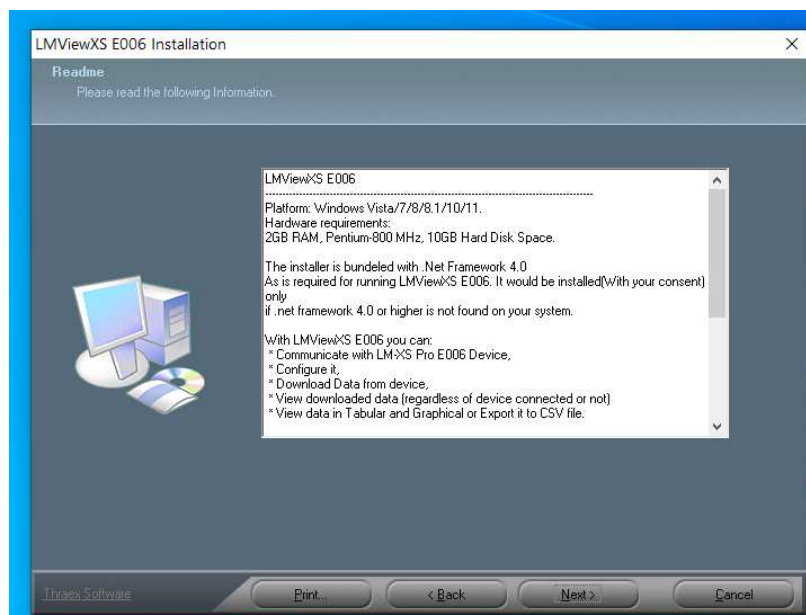 LMViewXS E006 Installation
Readme
Please read the following Information.
LMViewXS E006
--------------------------------------------------------------------------------------------
Platform: Windows Vista/7/8/8.1/10/11.
Hardware requirements:
2GB RAM, Pentium-800 MHz, 10GB Hard Disk Space.
The installer is bundeled with .Net Framework 4.0
As is required for running LMViewXS E006. It would be installed(With your consent)
only
if .net framework 4.0 or higher is not found on your system.
With LMViewXS E006 you can:
* Communicate with LM-XS Pro E006 Device,
* Configure it,
* Download Data from device,
* View downloaded data (regardless of device connected or not)
* View data in Tabular and Graphical or Export it to CSV file.
Thraex Software
Print...
< Back
Next >
Cancel